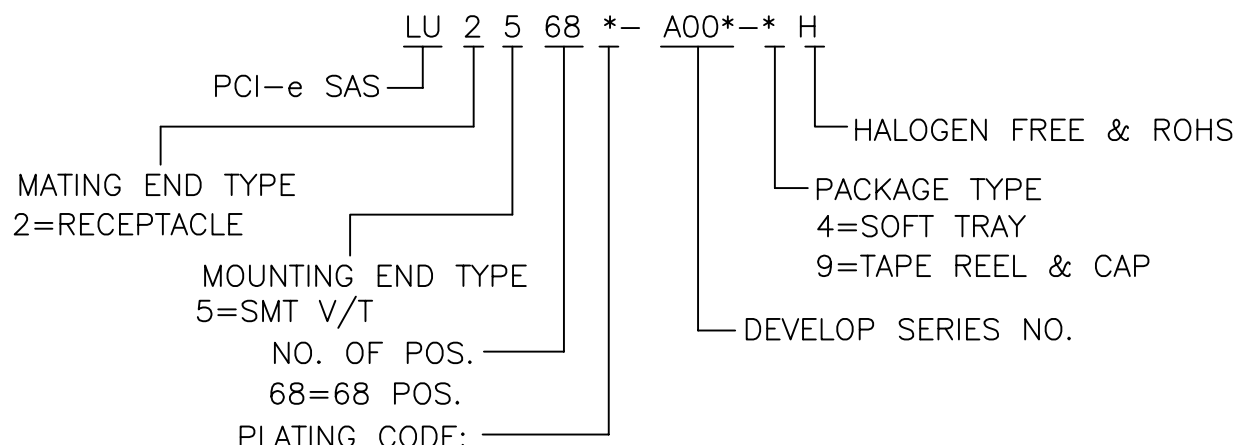 LU 2 5 68 *- A00*-* H
PCI-e SAS
HALOGEN FREE & ROHS
MATING END TYPE
2=RECEPTACLE
PACKAGE TYPE
4=SOFT TRAY
9=TAPE REEL & CAP
MOUNTING END TYPE
5=SMT V/T
DEVELOP SERIES NO.
NO. OF POS.
68=68 POS.
PLATING CODE: